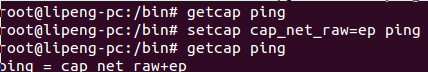 root@lipeng-pc:/bin# getcap ping
root@lipeng-pc:/bin# setcap cap_net_raw=ep ping
root@lipeng-pc:/bin# getcap ping
ping = cap_net_raw+ep